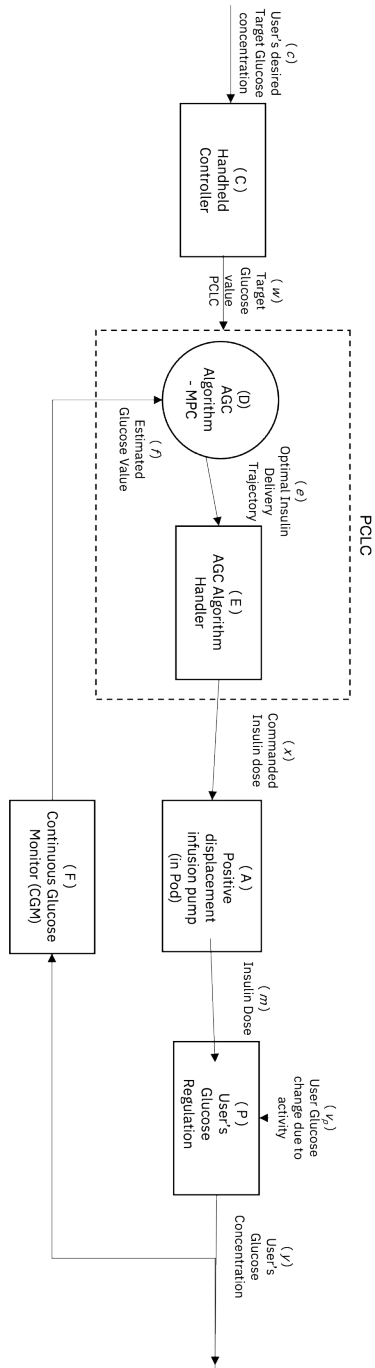 PCLC
( c )
User's desired
Target Glucose
concentration
( C )
Handheld
Controller
( w )
Target
Glucose
value
PCLC
(D)
AGC
Algorithm
- MPC
( e )
Optimal Insulin
Delivery
Trajectory
( E )
AGC Algorithm
Handler
( x )
Commanded
Insulin dose
( A )
Positive
displacement
infusion pump
(in Pod)
( m )
Insulin Dose
( vp )
User Glucose
change due to
activity
( P )
User's
Glucose
Regulation
( y )
User's
Glucose
Concentration
( f )
Estimated
Glucose Value
( F )
Continuous Glucose
Monitor (CGM)